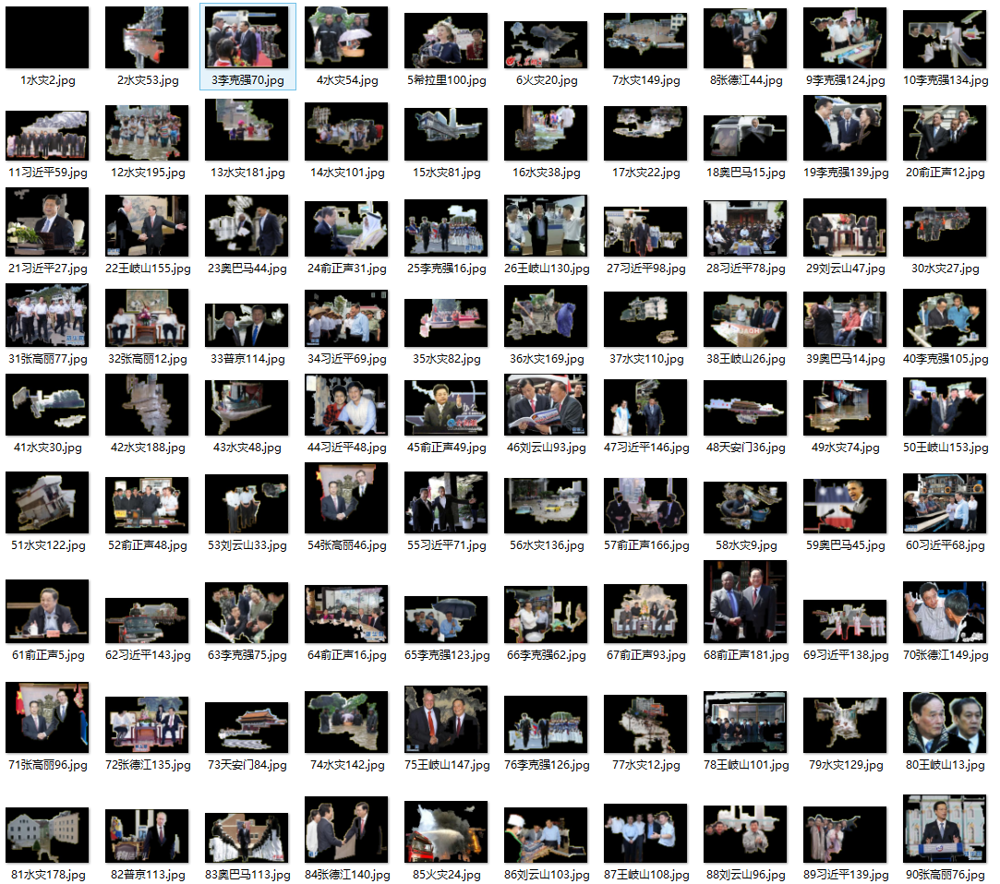 1水灾2.jpg 2水灾53.jpg 3李克强70.jpg 4水灾54.jpg 5希拉里100.jpg 6火灾20.jpg 7水灾149.jpg 8张德江44.jpg 9李克强124.jpg 10李克强134.jpg
11习近平59.jpg 12水灾195.jpg 13水灾181.jpg 14水灾101.jpg 15水灾81.jpg 16水灾38.jpg 17水灾22.jpg 18奥巴马15.jpg 19李克强139.jpg 20俞正声12.jpg
21习近平27.jpg 22王岐山155.jpg 23奥巴马44.jpg 24俞正声31.jpg 25李克强16.jpg 26王岐山130.jpg 27习近平98.jpg 28习近平78.jpg 29刘云山47.jpg 30水灾27.jpg
31张高丽77.jpg 32张高丽12.jpg 33普京114.jpg 34习近平69.jpg 35水灾82.jpg 36水灾169.jpg 37水灾110.jpg 38王岐山26.jpg 39奥巴马14.jpg 40李克强105.jpg
41水灾30.jpg 42水灾188.jpg 43水灾48.jpg 44习近平48.jpg 45俞正声49.jpg 46刘云山93.jpg 47习近平146.jpg 48天安门36.jpg 49水灾74.jpg 50王岐山153.jpg
51水灾122.jpg 52俞正声48.jpg 53刘云山33.jpg 54张高丽46.jpg 55习近平71.jpg 56水灾136.jpg 57俞正声166.jpg 58水灾9.jpg 59奥巴马45.jpg 60习近平68.jpg
61俞正声5.jpg 62习近平143.jpg 63李克强75.jpg 64俞正声16.jpg 65李克强123.jpg 66李克强62.jpg 67俞正声93.jpg 68俞正声181.jpg 69习近平138.jpg 70张德江149.jpg
71张高丽96.jpg 72张德江135.jpg 73天安门84.jpg 74水灾142.jpg 75王岐山147.jpg 76李克强126.jpg 77水灾12.jpg 78王岐山101.jpg 79水灾129.jpg 80王岐山13.jpg
81水灾178.jpg 82普京113.jpg 83奥巴马113.jpg 84张德江140.jpg 85火灾24.jpg 86刘云山103.jpg 87王岐山108.jpg 88刘云山96.jpg 89习近平139.jpg 90张高丽76.jpg